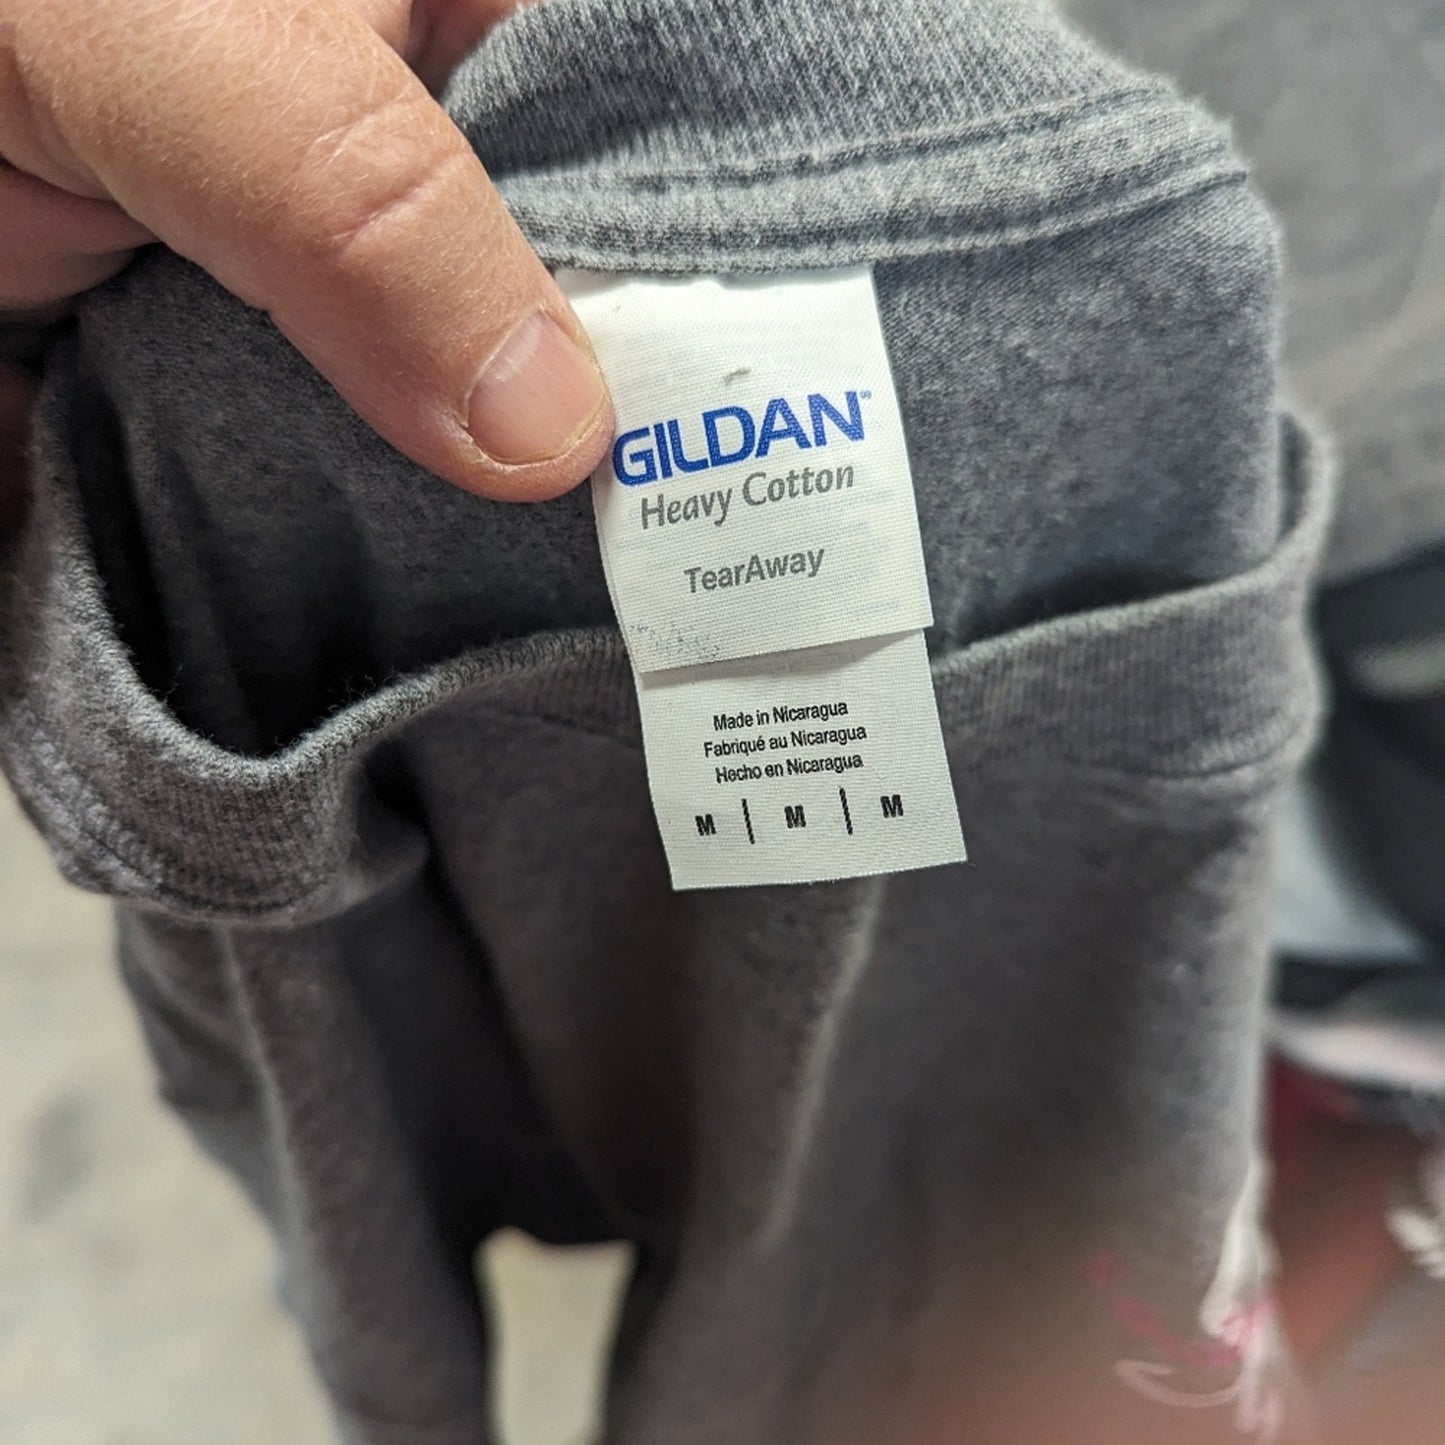 GILDAN
Heavy Cotton
TearAway
Made in Nicaragua
Fabriqué au Nicaragua
Hecho en Nicaragua
M | M | M